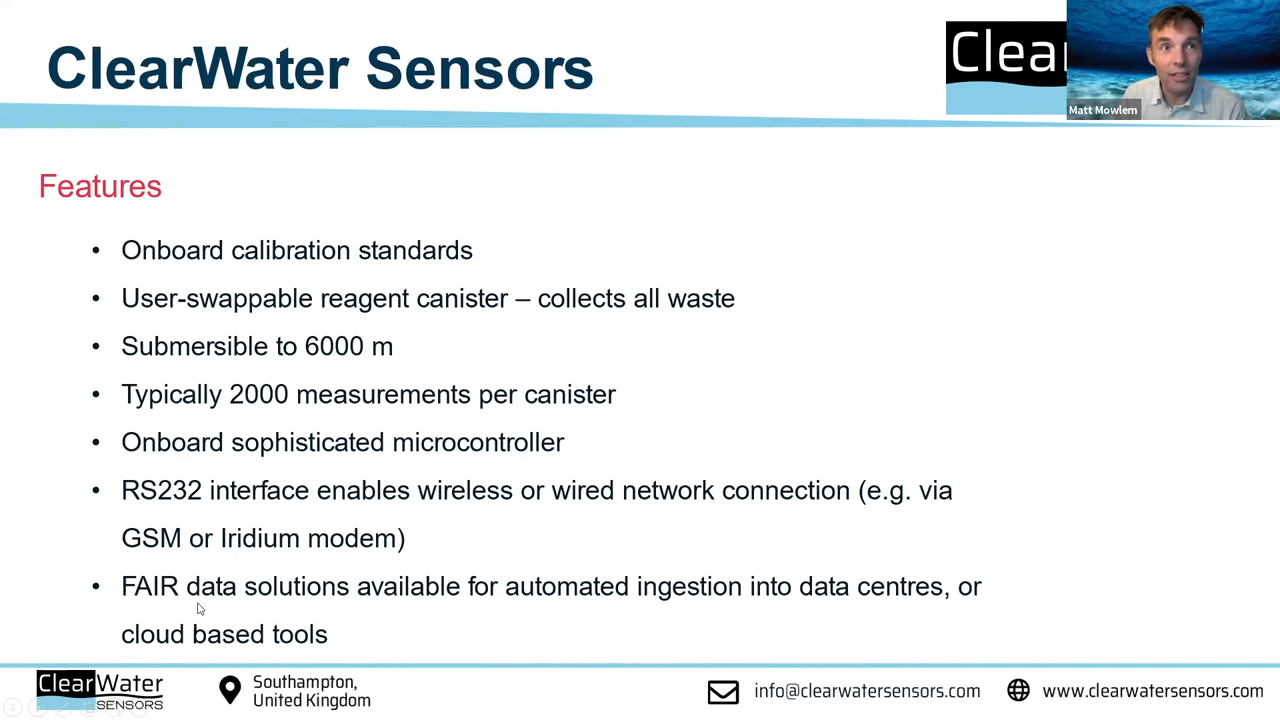 ClearWater Sensors
Clea
Matt Mowlem
Features
• Onboard calibration standards
• User-swappable reagent canister – collects all waste
• Submersible to 6000 m
• Typically 2000 measurements per canister
• Onboard sophisticated microcontroller
• RS232 interface enables wireless or wired network connection (e.g. via
GSM or Iridium modem)
• FAIR data solutions available for automated ingestion into data centres, or
cloud based tools
ClearWater
SENSORS
Southampton,
United Kingdom
info@clearwatersensors.com
www.clearwatersensors.com